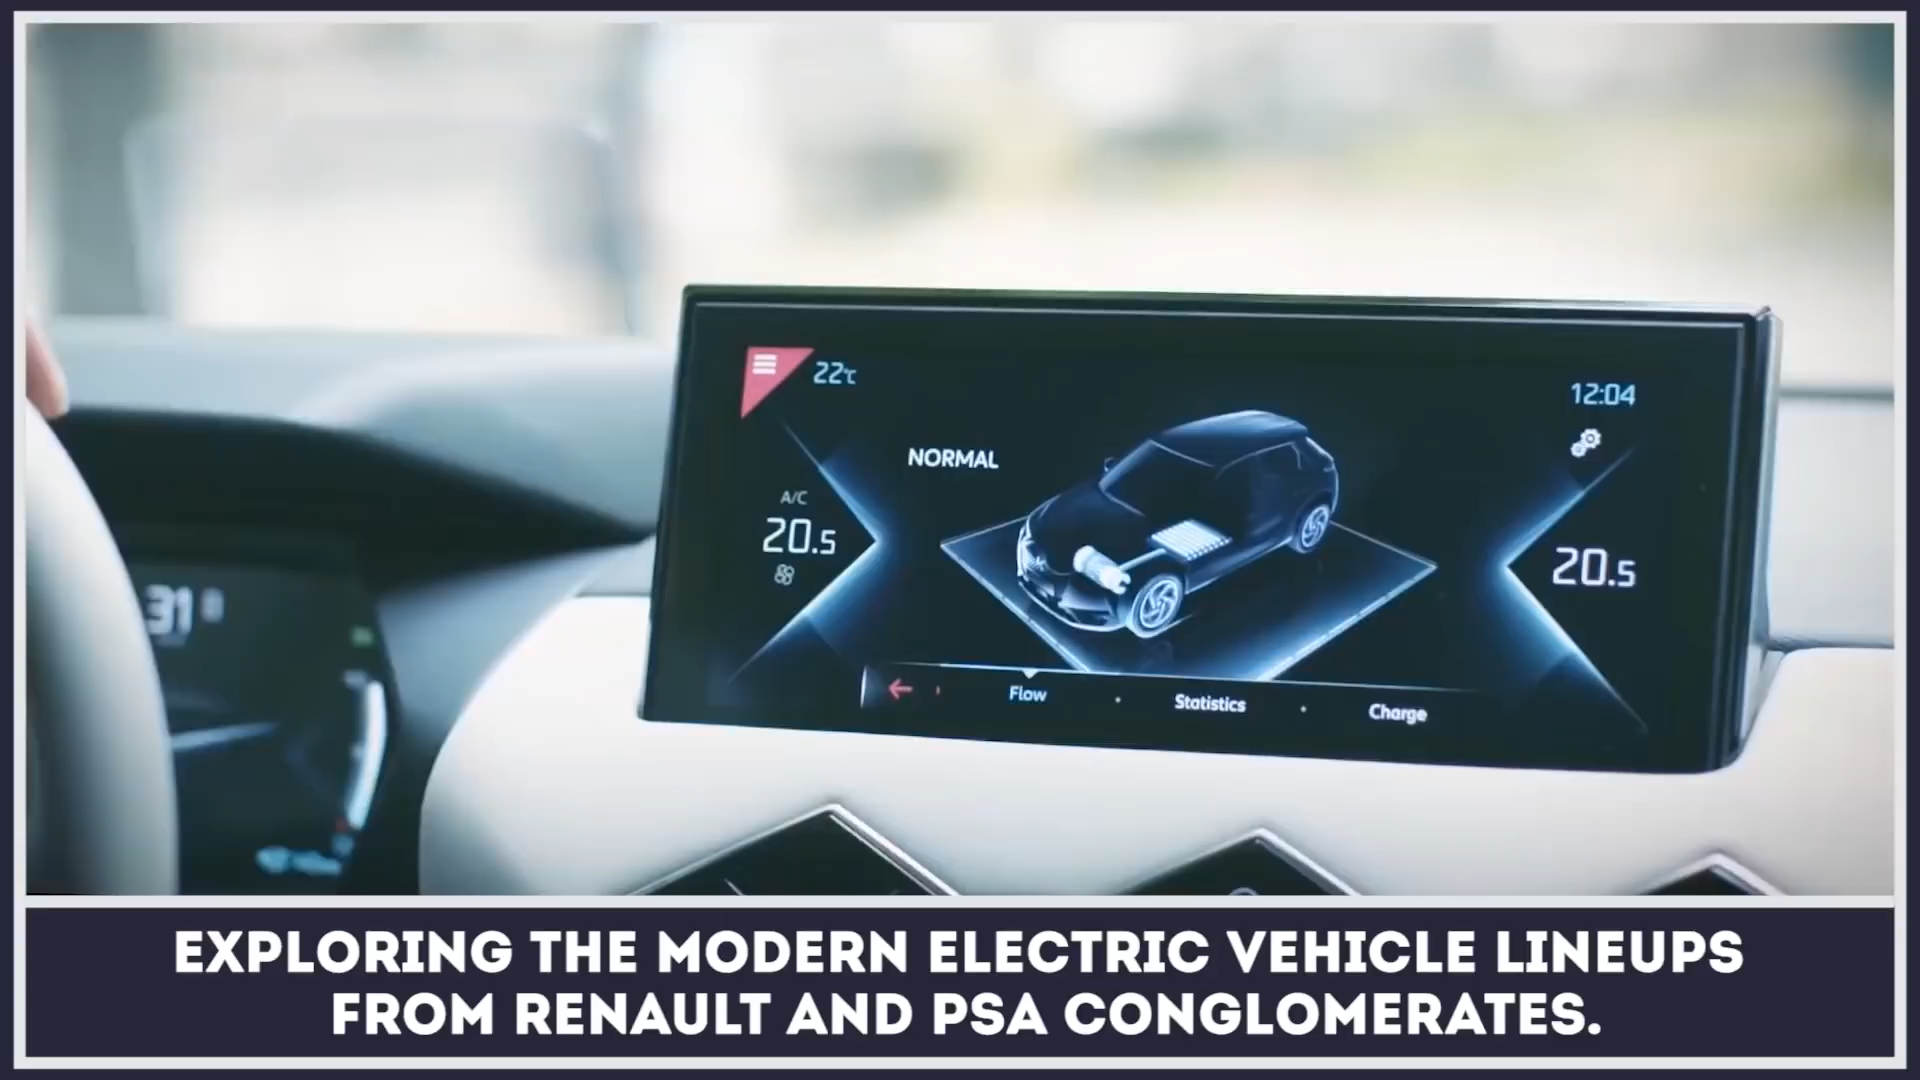 22°C
12:04
NORMAL
A/C
20.5
20.5
31
Flow · Statistics · Charge
EXPLORING THE MODERN ELECTRIC VEHICLE LINEUPS
FROM RENAULT AND PSA CONGLOMERATES.